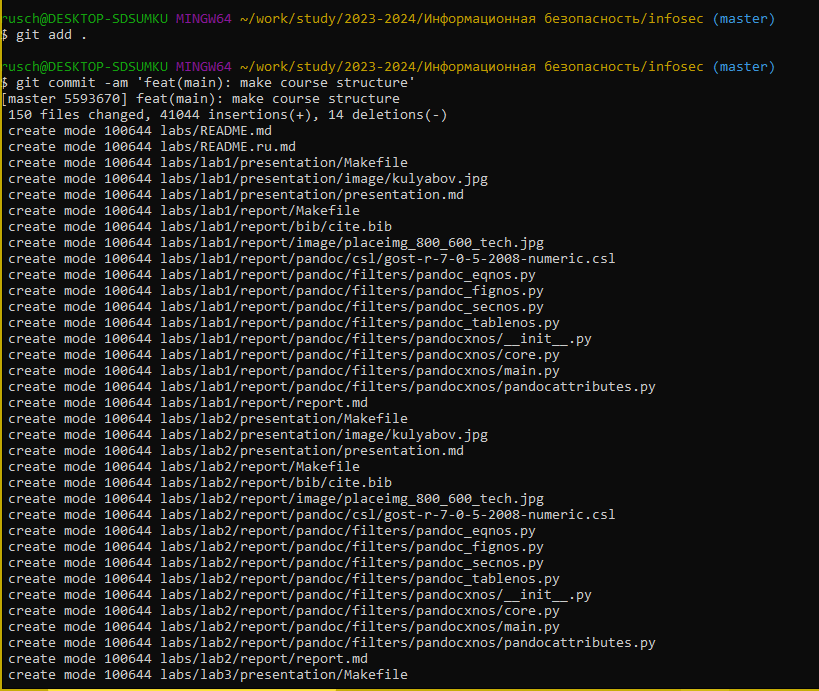 rusch@DESKTOP-SDSUMKU MINGW64 ~/work/study/2023-2024/Информационная безопасность/infosec (master)
$ git add .
rusch@DESKTOP-SDSUMKU MINGW64 ~/work/study/2023-2024/Информационная безопасность/infosec (master)
$ git commit -am 'feat(main): make course structure'
[master 5593670] feat(main): make course structure
150 files changed, 41044 insertions(+), 14 deletions(-)
create mode 100644 labs/README.md
create mode 100644 labs/README.ru.md
create mode 100644 labs/lab1/presentation/Makefile
create mode 100644 labs/lab1/presentation/image/kulyabov.jpg
create mode 100644 labs/lab1/presentation/presentation.md
create mode 100644 labs/lab1/report/Makefile
create mode 100644 labs/lab1/report/bib/cite.bib
create mode 100644 labs/lab1/report/image/placeimg_800_600_tech.jpg
create mode 100644 labs/lab1/report/pandoc/csl/gost-r-7-0-5-2008-numeric.csl
create mode 100644 labs/lab1/report/pandoc/filters/pandoc_eqnos.py
create mode 100644 labs/lab1/report/pandoc/filters/pandoc_fignos.py
create mode 100644 labs/lab1/report/pandoc/filters/pandoc_secnos.py
create mode 100644 labs/lab1/report/pandoc/filters/pandoc_tablenos.py
create mode 100644 labs/lab1/report/pandoc/filters/pandocxnos/__init__.py
create mode 100644 labs/lab1/report/pandoc/filters/pandocxnos/core.py
create mode 100644 labs/lab1/report/pandoc/filters/pandocxnos/main.py
create mode 100644 labs/lab1/report/pandoc/filters/pandocxnos/pandocattributes.py
create mode 100644 labs/lab1/report/report.md
create mode 100644 labs/lab2/presentation/Makefile
create mode 100644 labs/lab2/presentation/image/kulyabov.jpg
create mode 100644 labs/lab2/presentation/presentation.md
create mode 100644 labs/lab2/report/Makefile
create mode 100644 labs/lab2/report/bib/cite.bib
create mode 100644 labs/lab2/report/image/placeimg_800_600_tech.jpg
create mode 100644 labs/lab2/report/pandoc/csl/gost-r-7-0-5-2008-numeric.csl
create mode 100644 labs/lab2/report/pandoc/filters/pandoc_eqnos.py
create mode 100644 labs/lab2/report/pandoc/filters/pandoc_fignos.py
create mode 100644 labs/lab2/report/pandoc/filters/pandoc_secnos.py
create mode 100644 labs/lab2/report/pandoc/filters/pandoc_tablenos.py
create mode 100644 labs/lab2/report/pandoc/filters/pandocxnos/__init__.py
create mode 100644 labs/lab2/report/pandoc/filters/pandocxnos/core.py
create mode 100644 labs/lab2/report/pandoc/filters/pandocxnos/main.py
create mode 100644 labs/lab2/report/pandoc/filters/pandocxnos/pandocattributes.py
create mode 100644 labs/lab2/report/report.md
create mode 100644 labs/lab3/presentation/Makefile